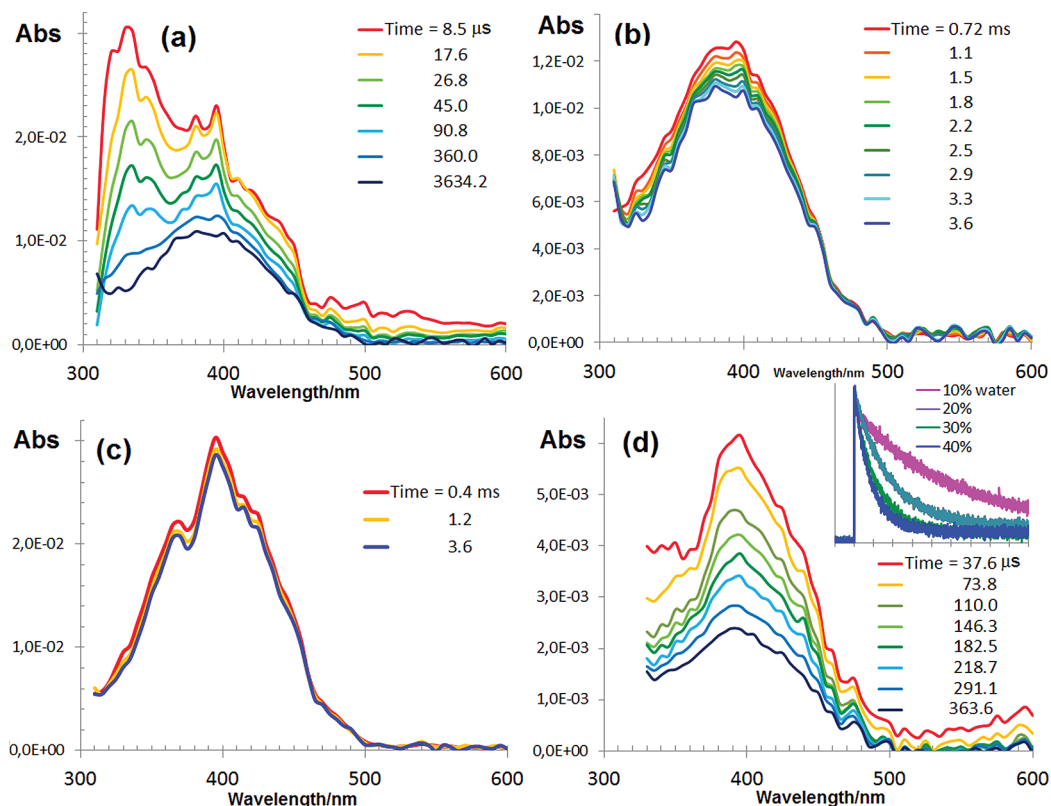 Abs
(a)
Time = 8.5 µs
17.6
26.8
45.0
90.8
360.0
3634.2
2,0E-02
1,0E-02
0,0E+00
300
400
500
600
Wavelength/nm
Abs
(b)
Time = 0.72 ms
1.1
1.5
1.8
2.2
2.5
2.9
3.3
3.6
1,2E-02
1,0E-02
8,0E-03
6,0E-03
4,0E-03
2,0E-03
0,0E+00
300
400
500
600
Wavelength/nm
Abs
(c)
Time = 0.4 ms
1.2
3.6
2,0E-02
1,0E-02
0,0E+00
300
400
500
600
Wavelength/nm
Abs
(d)
10% water
20%
30%
40%
Time = 37.6 µs
73.8
110.0
146.3
182.5
218.7
291.1
363.6
5,0E-03
4,0E-03
3,0E-03
2,0E-03
1,0E-03
0,0E+00
300
400
500
600
Wavelength/nm